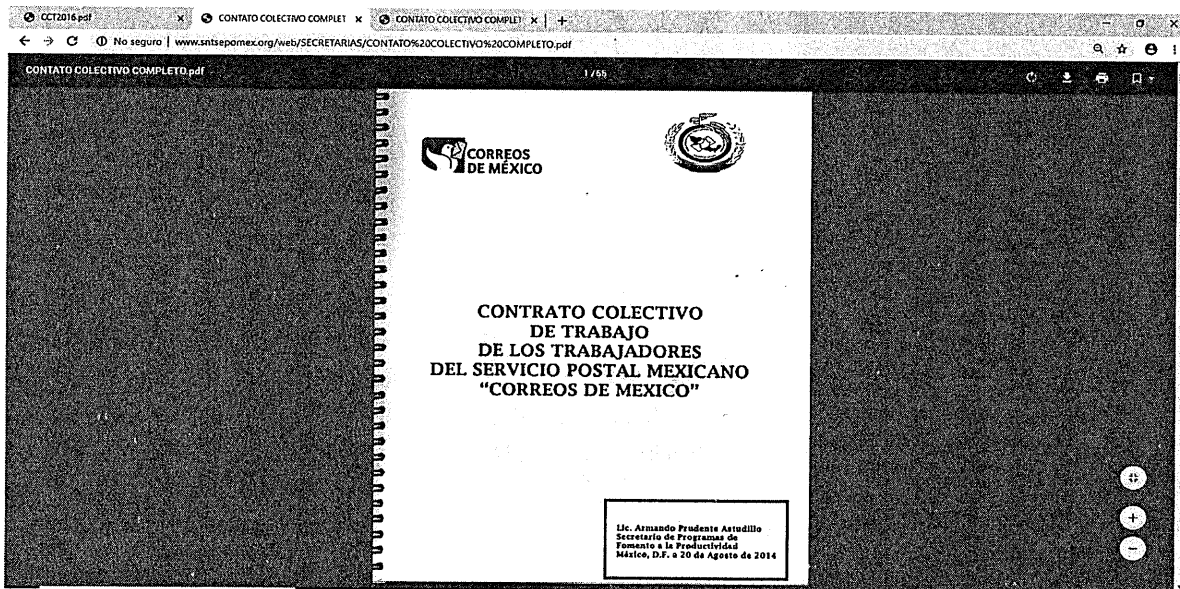 CCT2016.pdf
CONTATO COLECTIVO COMPLET
CONTATO COLECTIVO COMPLET
No seguro | www.sntsepomex.org/web/SECRETARIAS/CONTATO%20COLECTIVO%20COMPLETO.pdf
CONTATO COLECTIVO COMPLETO.pdf
1 / 65
CORREOS
DE MÉXICO
CONTRATO COLECTIVO
DE TRABAJO
DE LOS TRABAJADORES
DEL SERVICIO POSTAL MEXICANO
"CORREOS DE MEXICO"
Lic. Armando Prudente Astudillo
Secretario de Programas de
Fomento a la Productividad
México, D.F. a 20 de Agosto de 2014